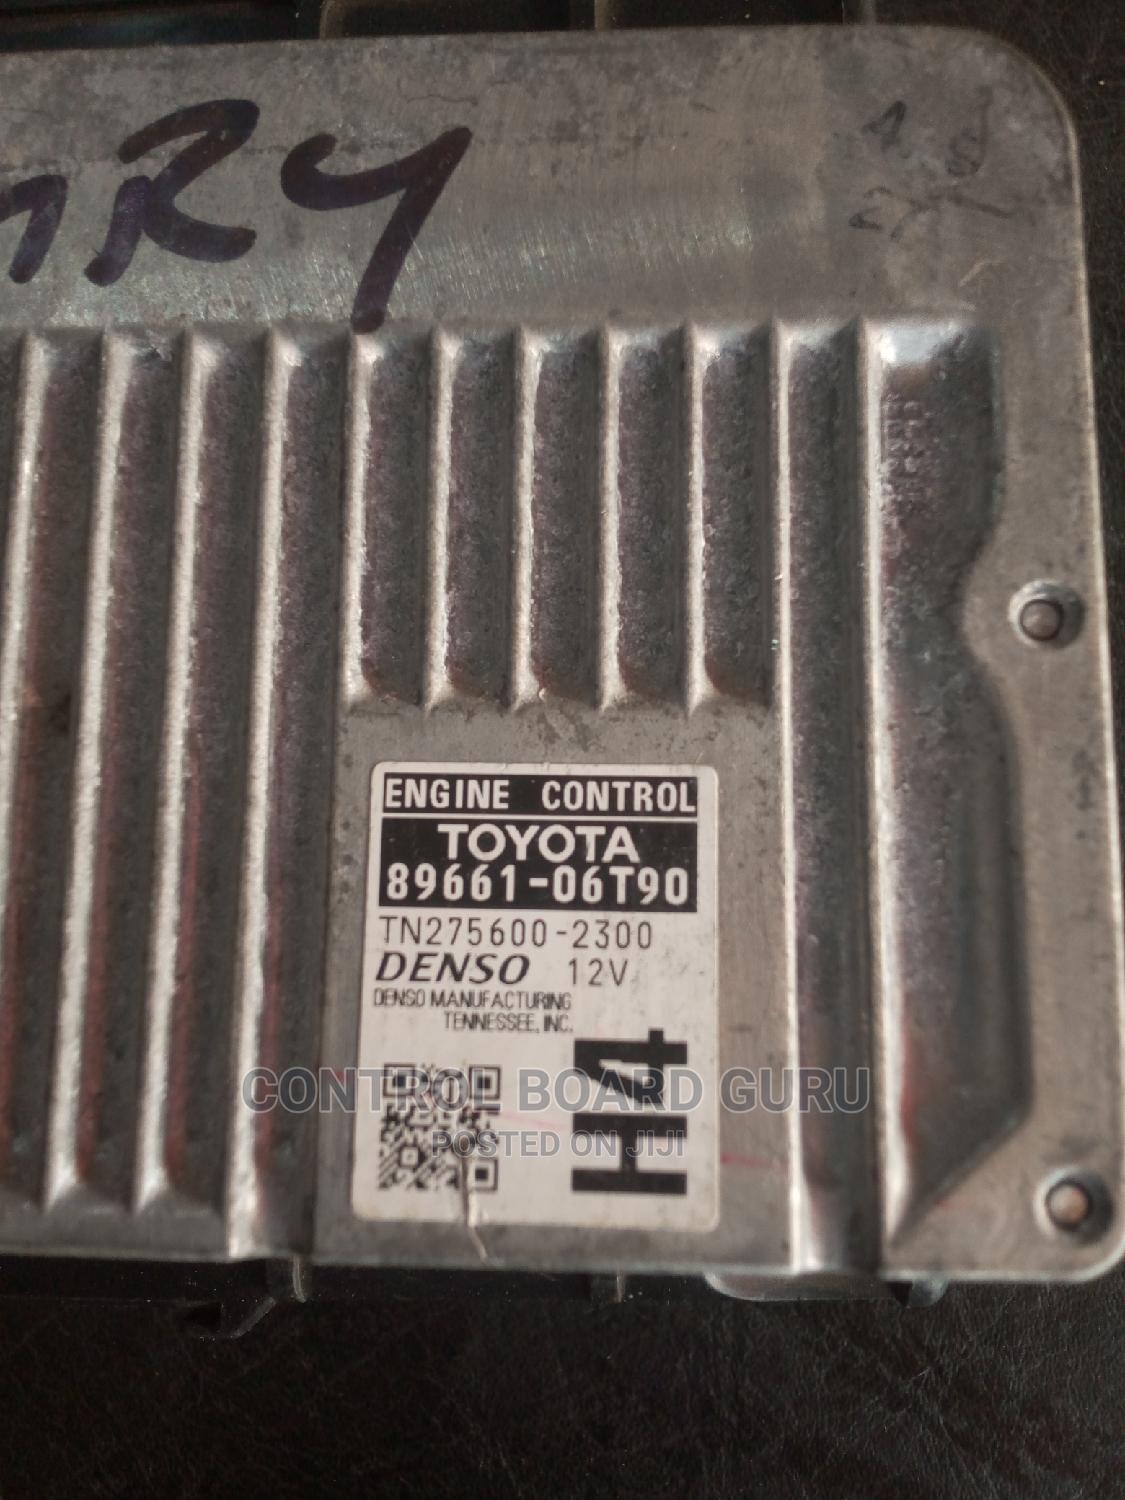 MRY
ENGINE CONTROL
TOYOTA
89661-06T90
TN275600-2300
DENSO 12V
DENSO MANUFACTURING
TENNESSEE, INC.
H4
CONTROL BOARD GURU
POSTED ON JIJI